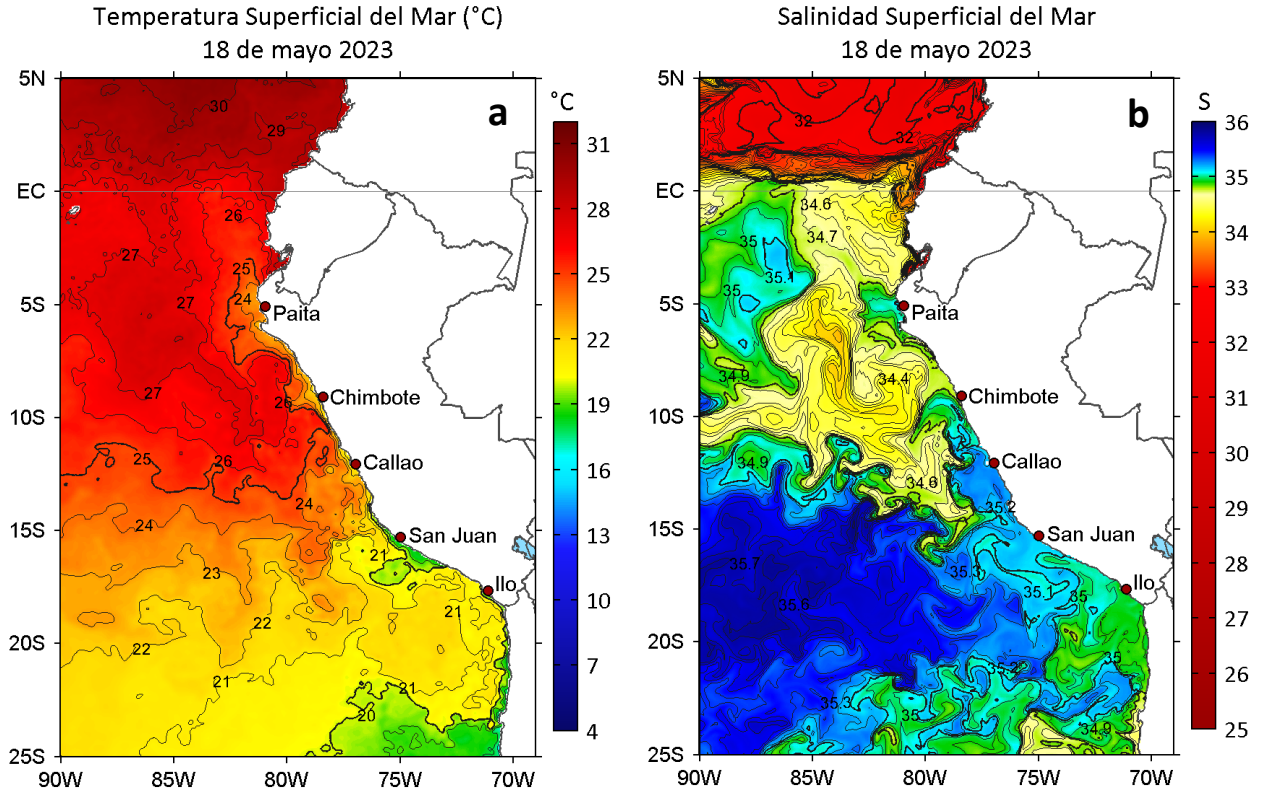 Temperatura Superficial del Mar (°C)
18 de mayo 2023
a
°C
5N
EC
5S
10S
15S
20S
25S
90W
85W
80W
75W
70W
31
28
25
22
19
16
13
10
7
4
30
29
26
27
25
24
27
27
26
25
26
24
24
23
21
21
22
22
21
21
20
Paita
Chimbote
Callao
San Juan
Ilo
Salinidad Superficial del Mar
18 de mayo 2023
b
S
5N
EC
5S
10S
15S
20S
25S
90W
85W
80W
75W
70W
36
35
34
33
32
31
30
29
28
27
26
25
32
32
34.6
34.7
35
35.1
35
34.9
34.4
34.9
34.6
35.2
35.7
35.3
35.6
35.1
35
35.2
35
35.3
35
34.9
Paita
Chimbote
Callao
San Juan
Ilo